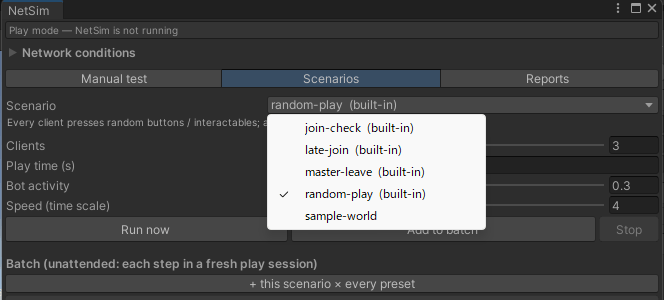 NetSim
Play mode — NetSim is not running
Network conditions
Manual test
Scenarios
Reports
Scenario
random-play (built-in)
Every client presses random buttons / interactables; a
join-check (built-in)
late-join (built-in)
master-leave (built-in)
random-play (built-in)
sample-world
Clients
3
Play time (s)
Bot activity
0.3
Speed (time scale)
4
Run now
Add to batch
Stop
Batch (unattended: each step in a fresh play session)
+ this scenario × every preset